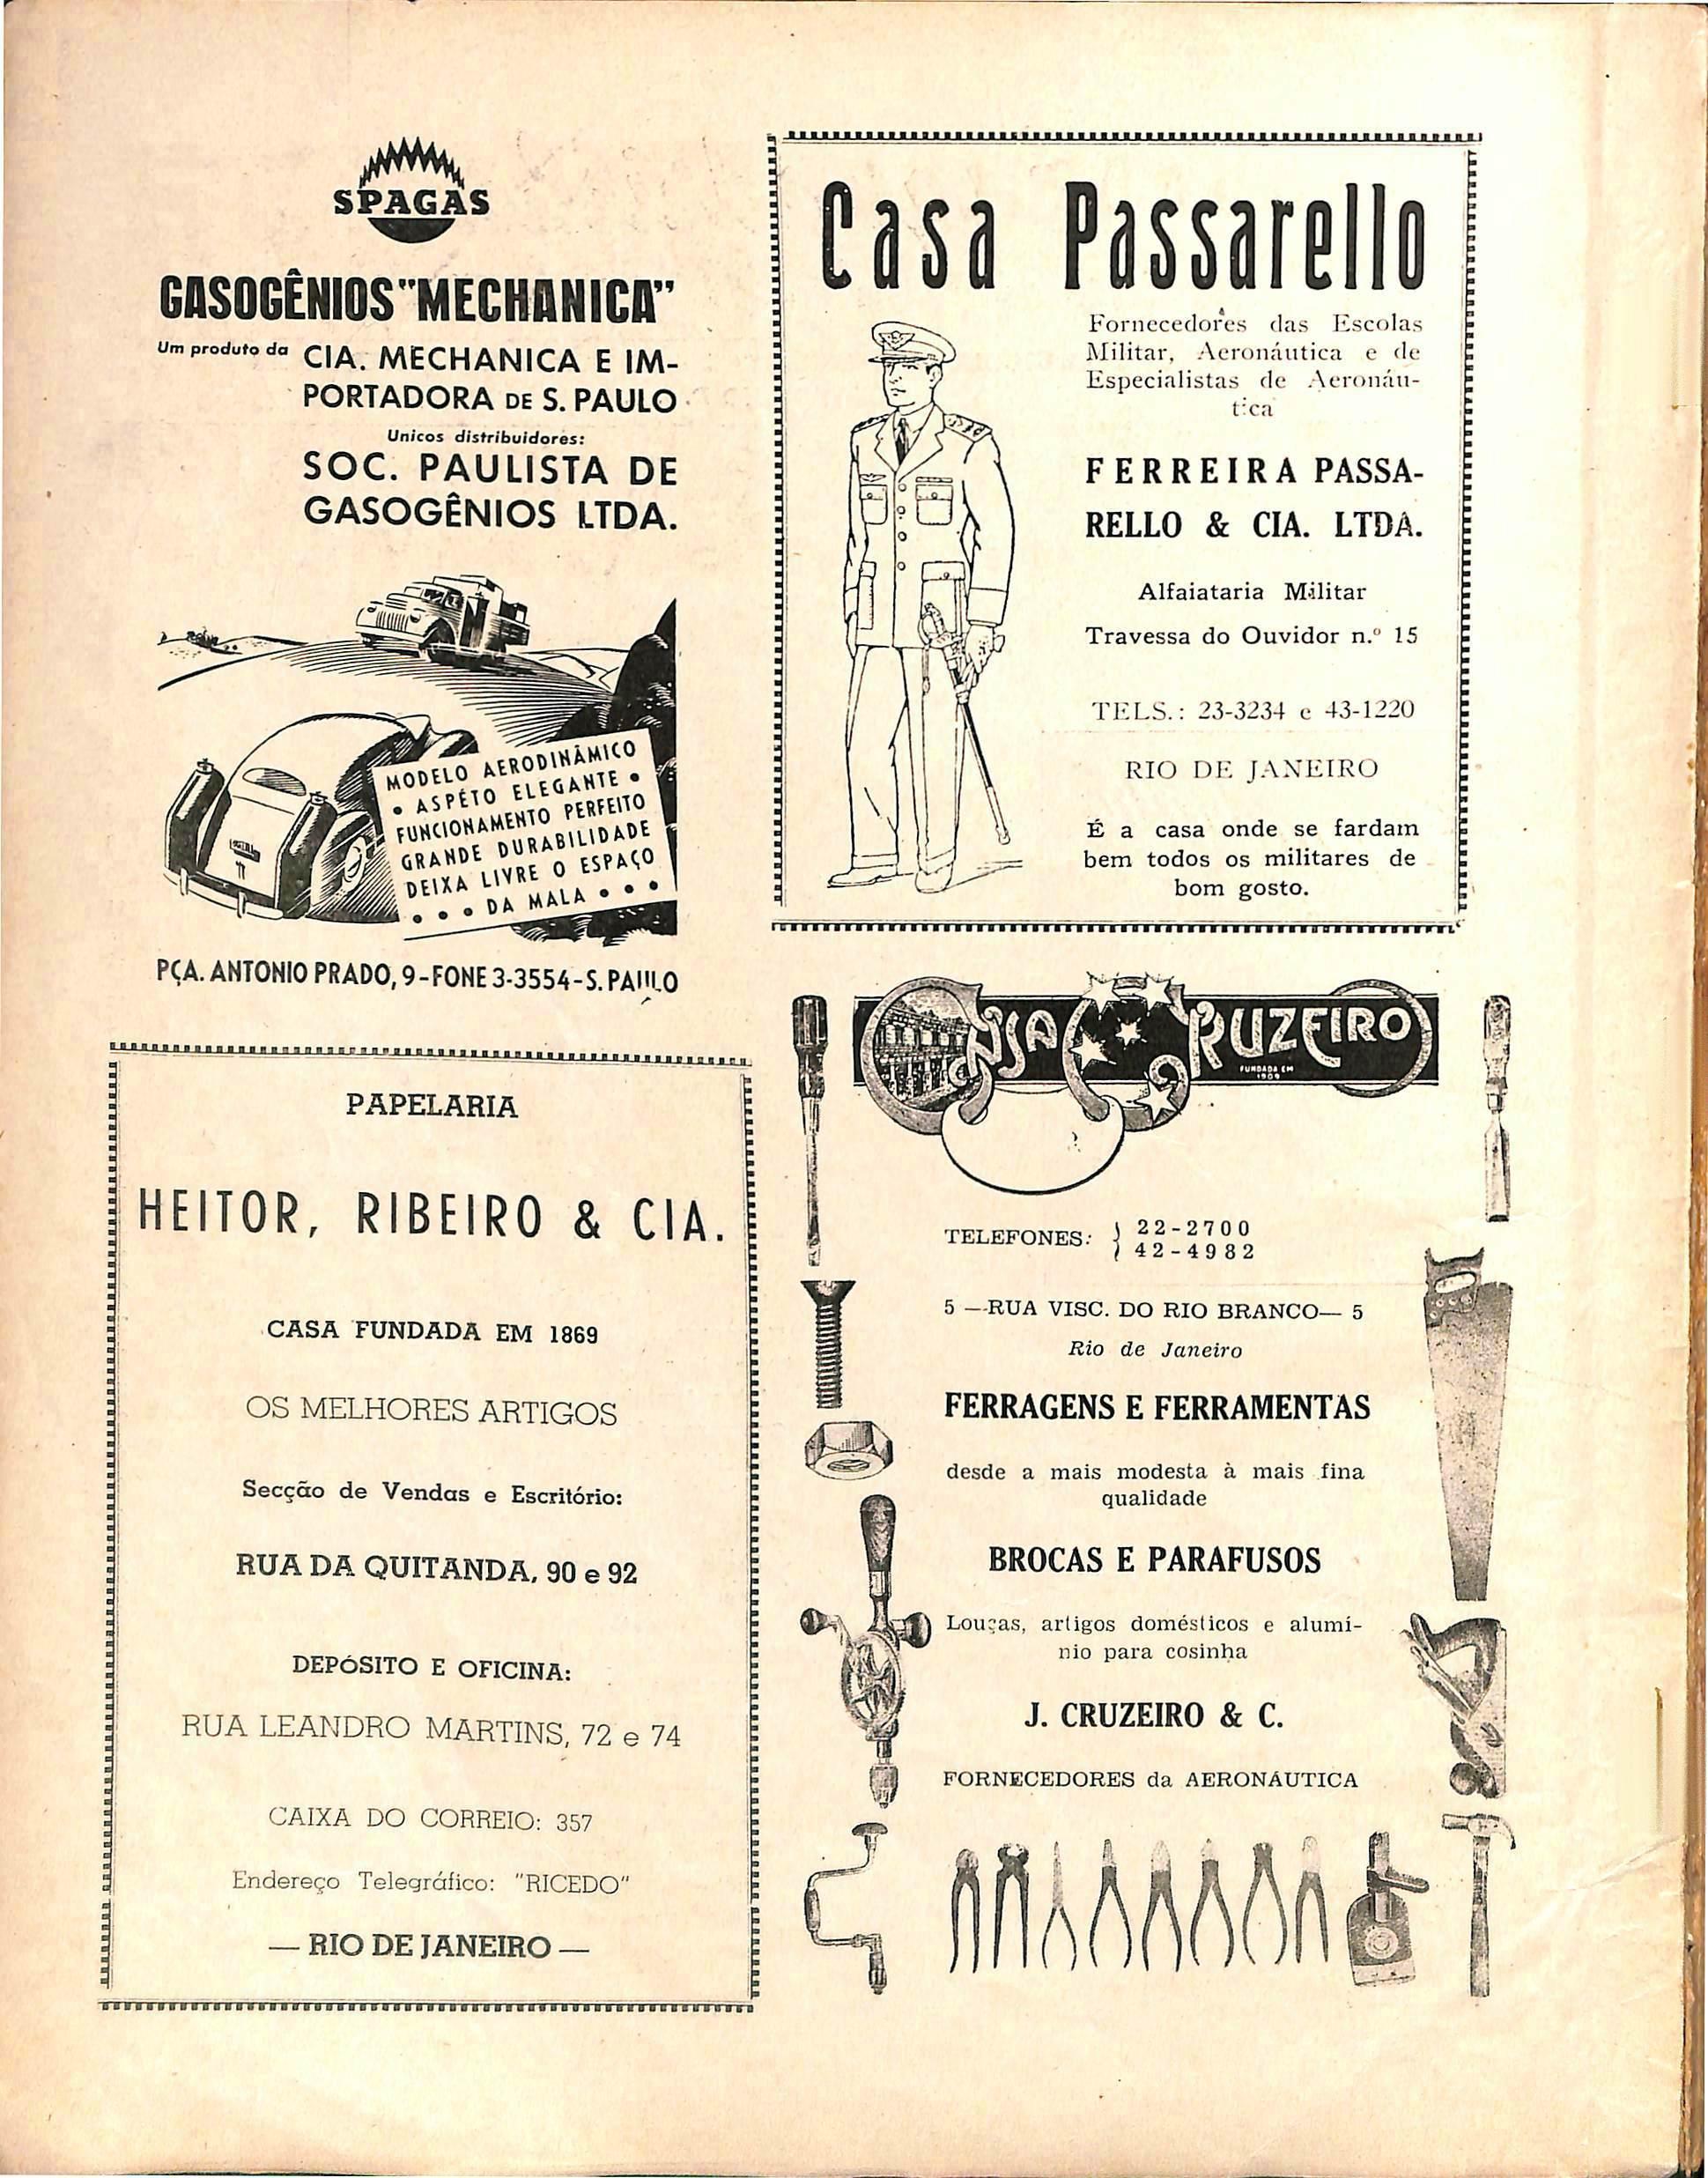 SPAGAS
GASOGÊNIOS "MECHANICA"
Um produto da CIA. MECHANICA E IM-
PORTADORA DE S. PAULO
Unicos distribuidores:
SOC. PAULISTA DE
GASOGÊNIOS LTDA.
MODELO AERODINÂMICO
• ASPÉTO ELEGANTE •
FUNCIONAMENTO PERFEITO
GRANDE DURABILIDADE
DEIXA LIVRE O ESPAÇO
• • • DA MALA • • •
PÇA. ANTONIO PRADO, 9-FONE 3-3554-S. PAULO
Casa Passarello
Fornecedores das Escolas
Militar, Aeronáutica e de
Especialistas de Aeronáu-
tica
FERREIRA PASSA-
RELLO & CIA. LTDA.
Alfaiataria Militar
Travessa do Ouvidor n.º 15
TELS.: 23-3234 e 43-1220
RIO DE JANEIRO
É a casa onde se fardam
bem todos os militares de
bom gosto.
PAPELARIA
HEITOR, RIBEIRO & CIA.
CASA FUNDADA EM 1869
OS MELHORES ARTIGOS
Secção de Vendas e Escritório:
RUA DA QUITANDA, 90 e 92
DEPÓSITO E OFICINA:
RUA LEANDRO MARTINS, 72 e 74
CAIXA DO CORREIO: 357
Endereço Telegráfico: "RICEDO"
— RIO DE JANEIRO —
CASA CRUZEIRO
FUNDADA EM
1909
TELEFONES: } 22-2700
42-4982
5 —RUA VISC. DO RIO BRANCO— 5
Rio de Janeiro
FERRAGENS E FERRAMENTAS
desde a mais modesta à mais fina
qualidade
BROCAS E PARAFUSOS
Louças, artigos domésticos e alumí-
nio para cosinha
J. CRUZEIRO & C.
FORNECEDORES da AERONÁUTICA